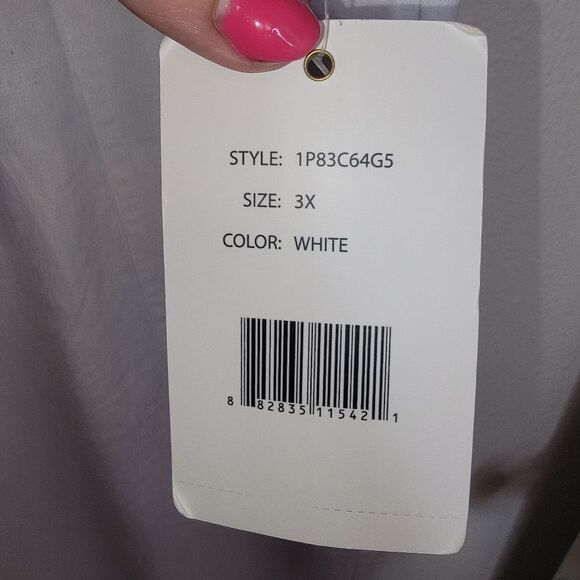 STYLE: 1P83C64G5
SIZE: 3X
COLOR: WHITE
8 82835 11542 1